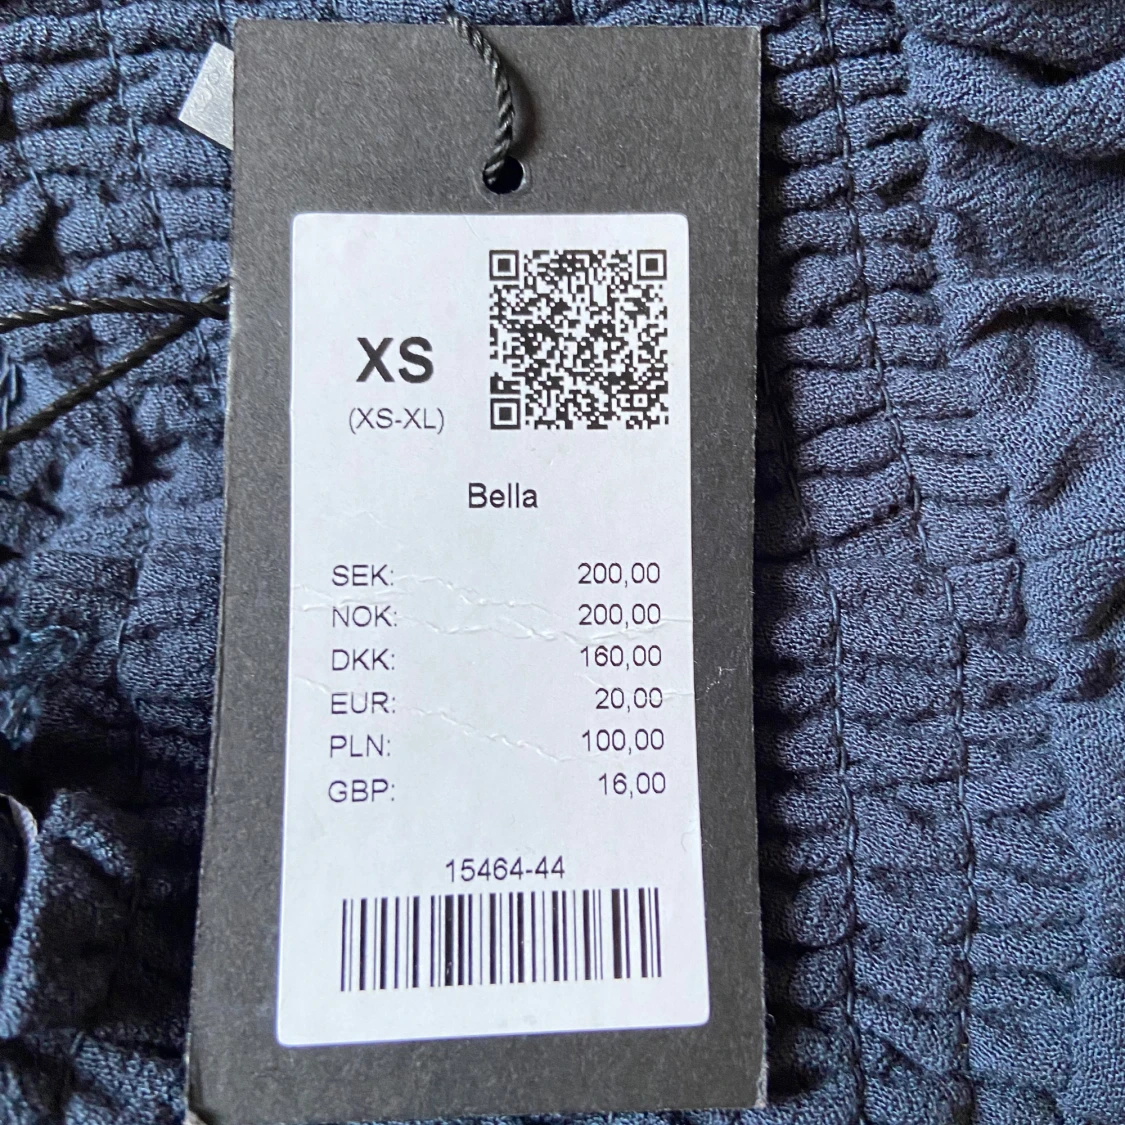 XS
(XS-XL)
Bella
SEK: 200,00
NOK: 200,00
DKK: 160,00
EUR: 20,00
PLN: 100,00
GBP: 16,00
15464-44